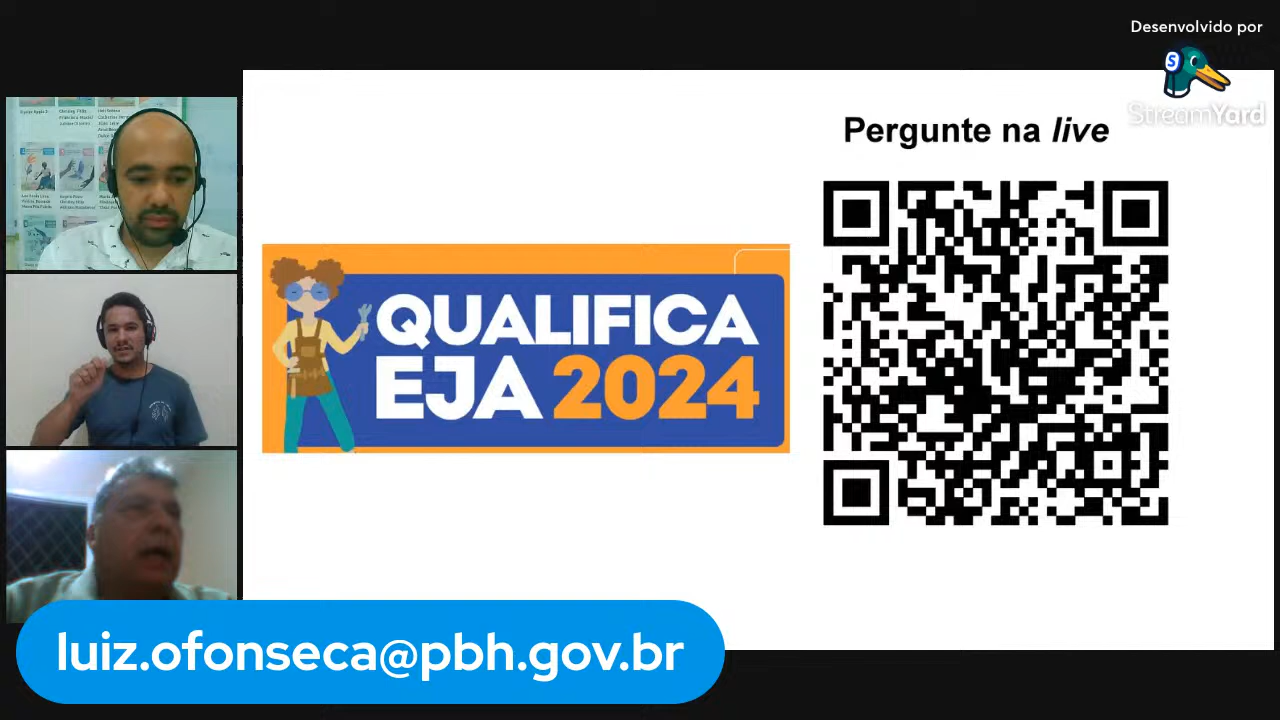 Desenvolvido por
StreamYard
Pergunte na live
QUALIFICA
EJA 2024
luiz.ofonseca@pbh.gov.br